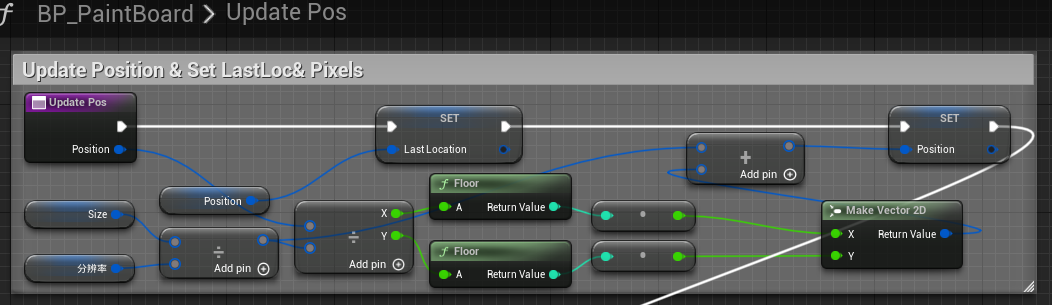 f BP_PaintBoard > Update Pos
Update Position & Set LastLoc& Pixels
Update Pos
Position
SET
Last Location
SET
Position
+
Add pin
Position
Size
分辨率
÷
Add pin
÷
X
Y
Add pin
f Floor
A Return Value
f Floor
A Return Value
Make Vector 2D
X Return Value
Y